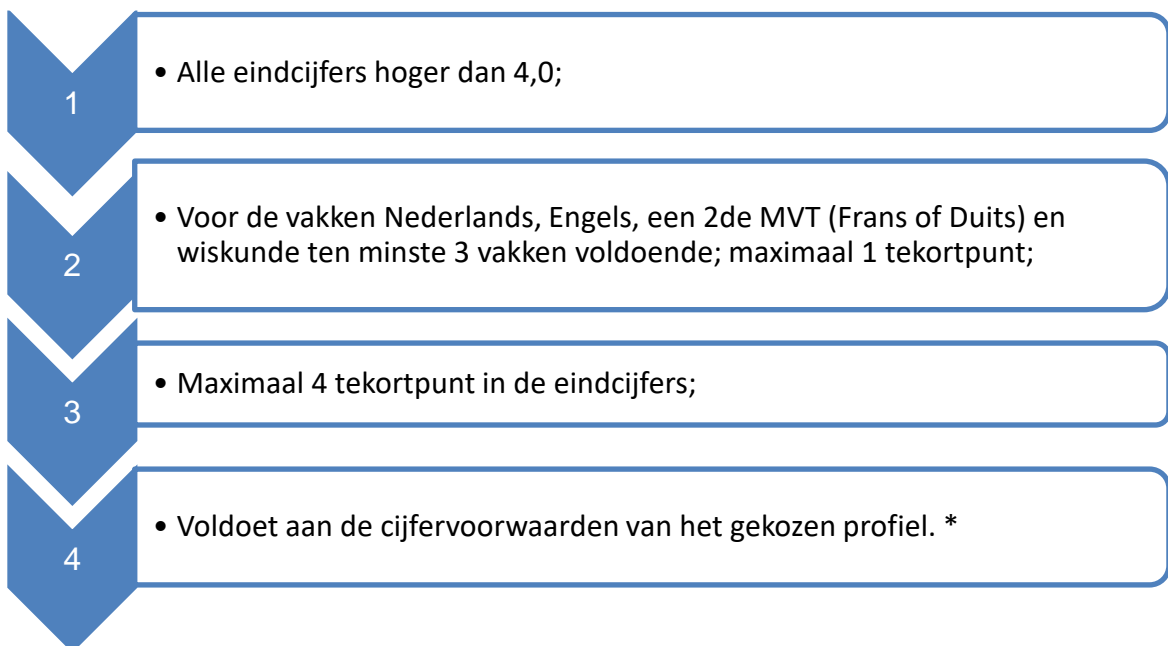 1
• Alle eindcijfers hoger dan 4,0;
2
• Voor de vakken Nederlands, Engels, een 2de MVT (Frans of Duits) en
wiskunde ten minste 3 vakken voldoende; maximaal 1 tekortpunt;
3
• Maximaal 4 tekortpunt in de eindcijfers;
4
• Voldoet aan de cijfervoorwaarden van het gekozen profiel. *